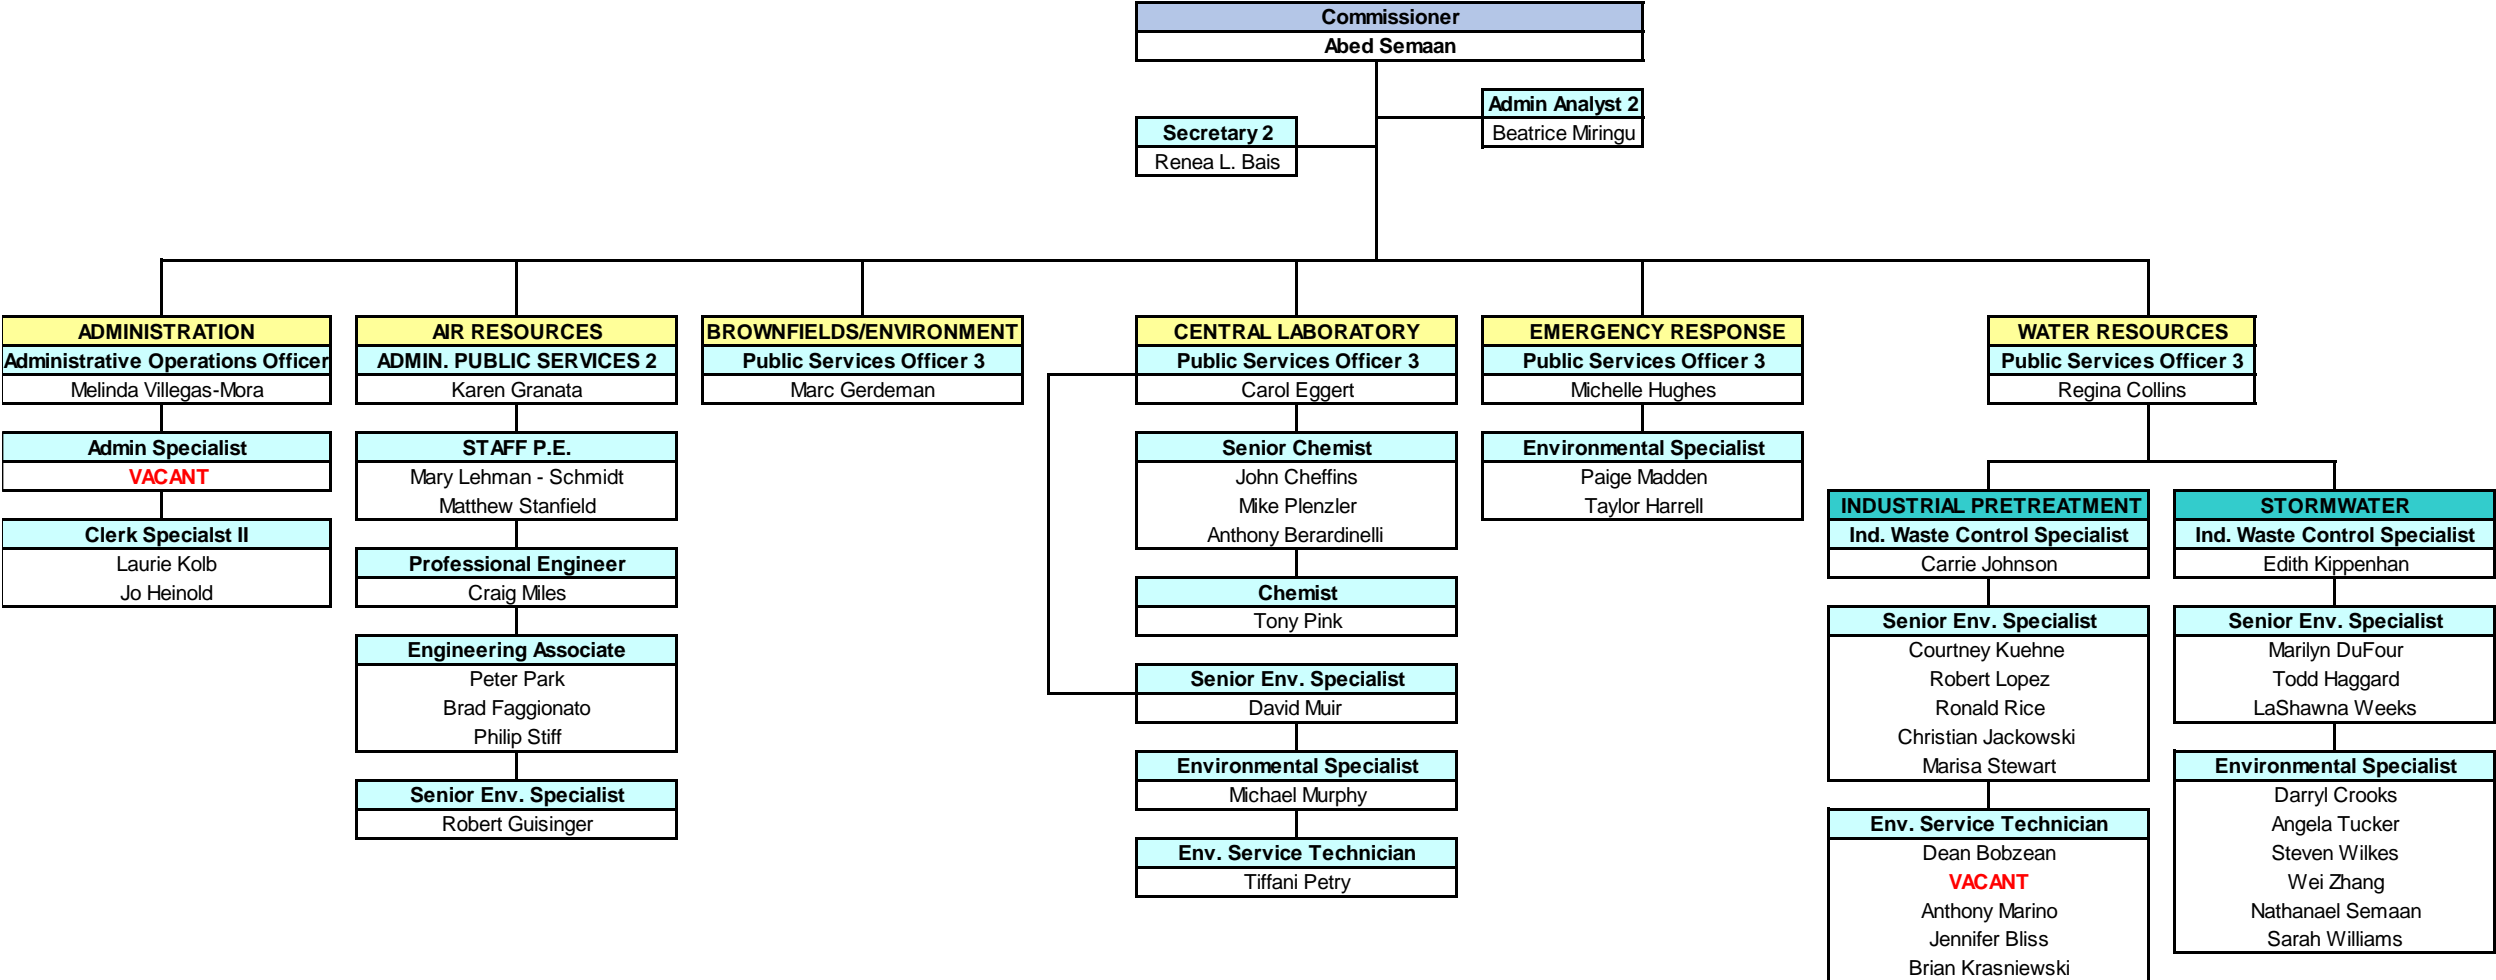 Commissioner
Abed Semaan
Admin Analyst 2
Beatrice Miringu
Secretary 2
Renea L. Bais
ADMINISTRATION
Administrative Operations Officer
Melinda Villegas-Mora
Admin Specialist
VACANT
Clerk Specialst II
Laurie Kolb
Jo Heinold
AIR RESOURCES
ADMIN. PUBLIC SERVICES 2
Karen Granata
STAFF P.E.
Mary Lehman - Schmidt
Matthew Stanfield
Professional Engineer
Craig Miles
Engineering Associate
Peter Park
Brad Faggionato
Philip Stiff
Senior Env. Specialist
Robert Guisinger
BROWNFIELDS/ENVIRONMENT
Public Services Officer 3
Marc Gerdeman
CENTRAL LABORATORY
Public Services Officer 3
Carol Eggert
Senior Chemist
John Cheffins
Mike Plenzler
Anthony Berardinelli
Chemist
Tony Pink
Senior Env. Specialist
David Muir
Environmental Specialist
Michael Murphy
Env. Service Technician
Tiffani Petry
EMERGENCY RESPONSE
Public Services Officer 3
Michelle Hughes
Environmental Specialist
Paige Madden
Taylor Harrell
WATER RESOURCES
Public Services Officer 3
Regina Collins
INDUSTRIAL PRETREATMENT
Ind. Waste Control Specialist
Carrie Johnson
Senior Env. Specialist
Courtney Kuehne
Robert Lopez
Ronald Rice
Christian Jackowski
Marisa Stewart
Env. Service Technician
Dean Bobzean
VACANT
Anthony Marino
Jennifer Bliss
Brian Krasniewski
STORMWATER
Ind. Waste Control Specialist
Edith Kippenhan
Senior Env. Specialist
Marilyn DuFour
Todd Haggard
LaShawna Weeks
Environmental Specialist
Darryl Crooks
Angela Tucker
Steven Wilkes
Wei Zhang
Nathanael Semaan
Sarah Williams